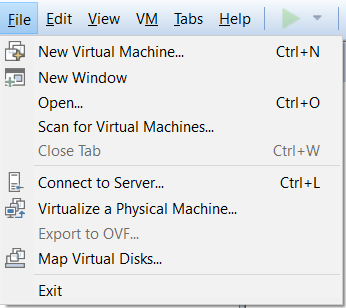 File Edit View VM Tabs Help
New Virtual Machine... Ctrl+N
New Window
Open... Ctrl+O
Scan for Virtual Machines...
Close Tab Ctrl+W
Connect to Server... Ctrl+L
Virtualize a Physical Machine...
Export to OVF...
Map Virtual Disks...
Exit